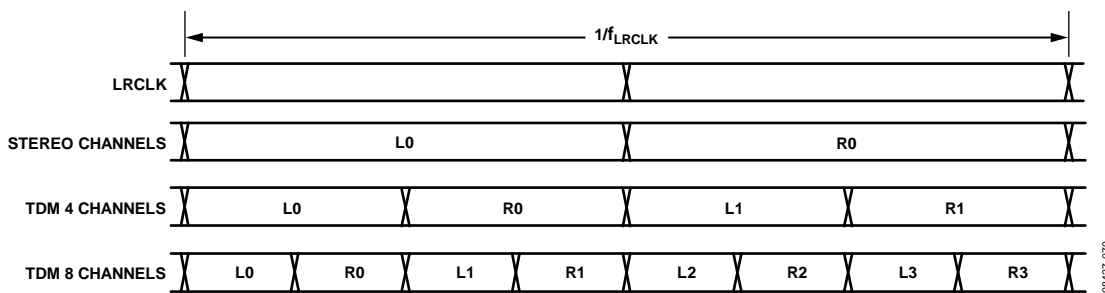 1/fLRCLK
LRCLK
STEREO CHANNELS L0 R0
TDM 4 CHANNELS L0 R0 L1 R1
TDM 8 CHANNELS L0 R0 L1 R1 L2 R2 L3 R3